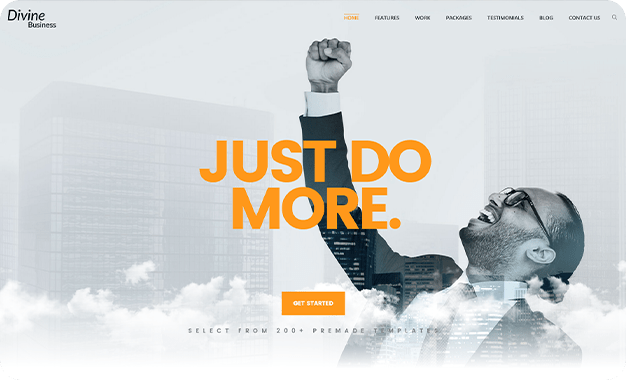 Divine
Business
HOME FEATURES WORK PACKAGES TESTIMONIALS BLOG CONTACT US
JUST DO
MORE.
GET STARTED
SELECT FROM 200+ PREMADE TEMPLATES